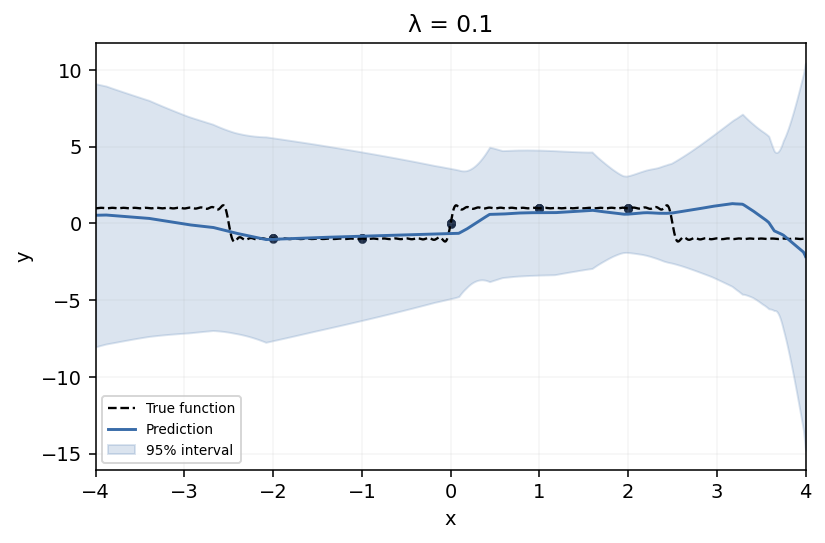 λ = 0.1
10
5
0
−5
−10
−15
y
True function
Prediction
95% interval
−4 −3 −2 −1 0 1 2 3 4
x